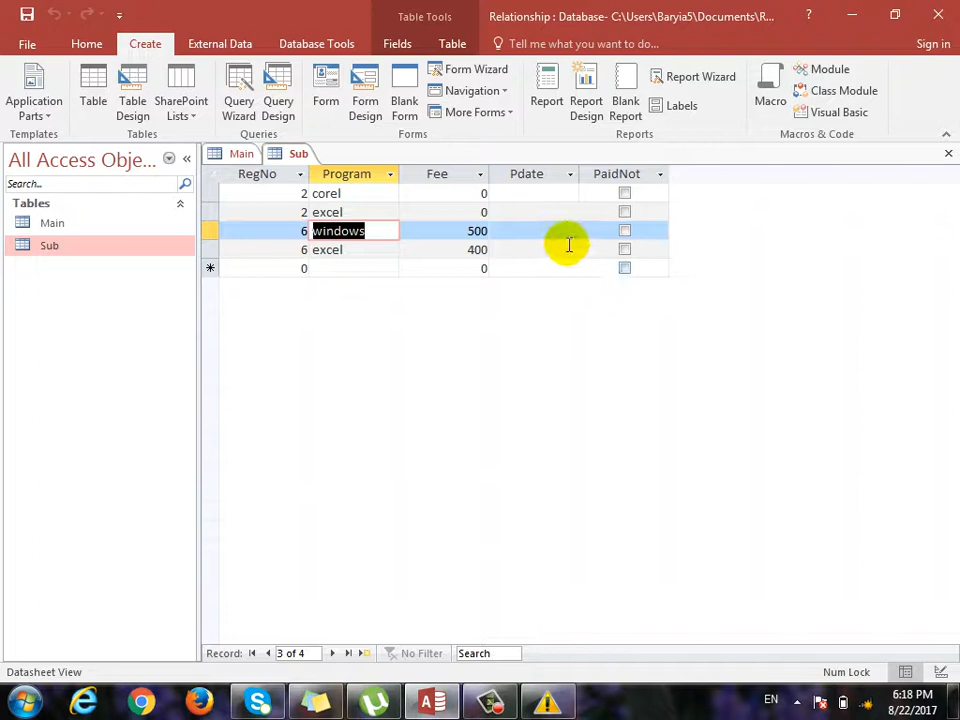 Table Tools
Relationship : Database- C:\Users\Baryia5\Documents\R...
?
File
Home
Create
External Data
Database Tools
Fields
Table
Tell me what you want to do...
Sign in
Application Parts
Table
Table Design
SharePoint Lists
Query Wizard
Query Design
Form
Form Design
Blank Form
Form Wizard
Navigation
More Forms
Report
Report Design
Blank Report
Report Wizard
Labels
Macro
Module
Class Module
Visual Basic
Templates
Tables
Queries
Forms
Reports
Macros & Code
All Access Obje...
Search...
Tables
Main
Sub
Main
Sub
RegNo Program Fee Pdate PaidNot
2 corel 0
2 excel 0
6 windows 500
6 excel 400
* 0 0
Record: 3 of 4 No Filter Search
Datasheet View
Num Lock
EN
6:18 PM
8/22/2017